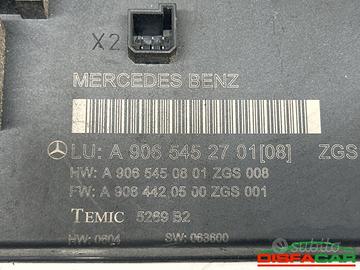 X2
MERCEDES BENZ
LU: A 906 545 27 01[08] ZGS
HW: A 906 545 08 01 ZGS 008
FW: A 906 442 05 00 ZGS 001
TEMIC 5269 B2
HW: 0604 SW: 063600
subito
DISFACAR